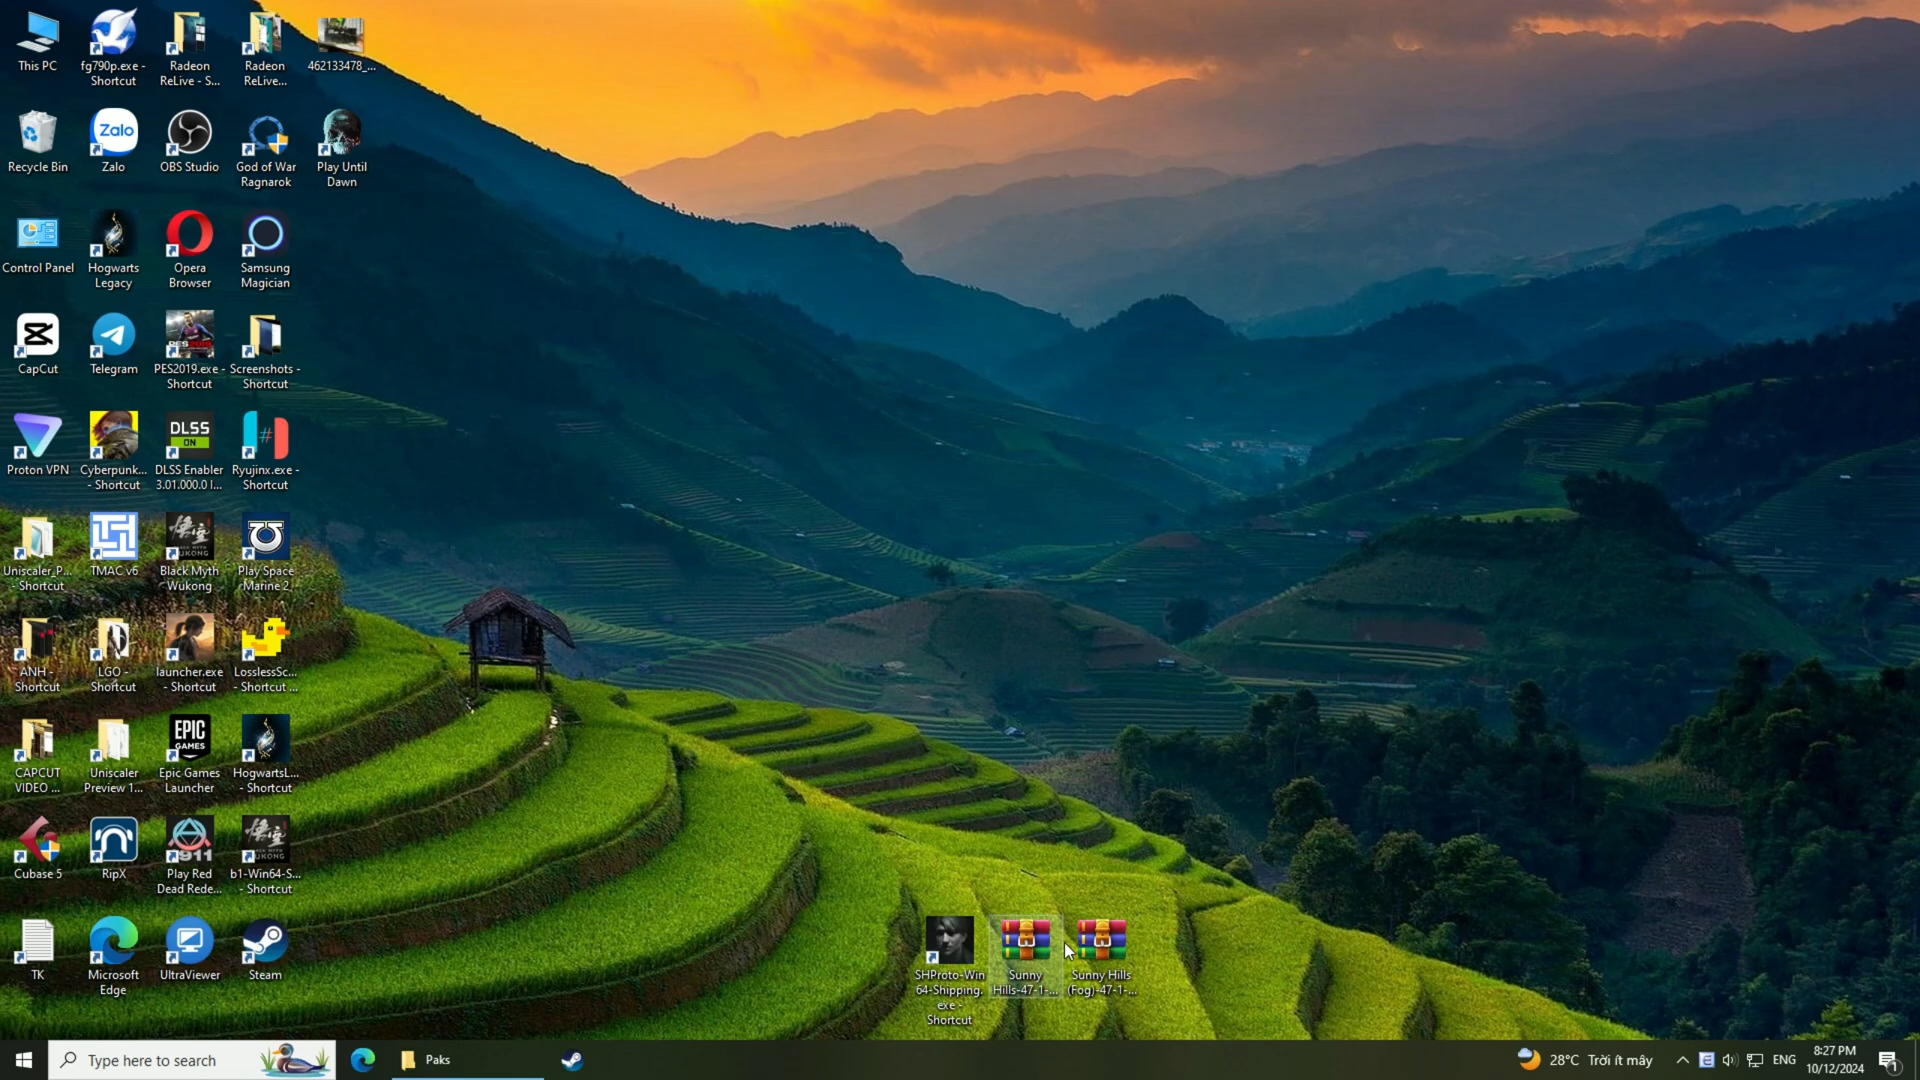 This PC
fg790p.exe -
Shortcut
Radeon
ReLive - S...
Radeon
ReLive...
462133478_...
Recycle Bin
Zalo
Zalo
OBS Studio
God of War
Ragnarok
Play Until
Dawn
Control Panel
Hogwarts
Legacy
Opera
Browser
Samsung
Magician
CapCut
Telegram
PES2019.exe -
Shortcut
Screenshots -
Shortcut
Proton VPN
Cyberpunk...
- Shortcut
DLSS
ON
DLSS Enabler
3.01.000.0 I...
Ryujinx.exe -
Shortcut
Uniscaler_P...
- Shortcut
TMAC v6
Black Myth
Wukong
Play Space
Marine 2
ANH -
Shortcut
LGO -
Shortcut
launcher.exe
- Shortcut
LosslessSc...
- Shortcut ...
CAPCUT
VIDEO ...
Uniscaler
Preview 1...
EPIC
GAMES
Epic Games
Launcher
HogwartsL...
- Shortcut
Cubase 5
RipX
Play Red
Dead Rede...
b1-Win64-S...
- Shortcut
TK
Microsoft
Edge
UltraViewer
Steam
SHProto-Win
64-Shipping.
exe -
Shortcut
Sunny
Hills-47-1-...
Sunny Hills
(Fog)-47-1-...
Type here to search
Paks
28°C Trời ít mây
ENG
8:27 PM
10/12/2024
1